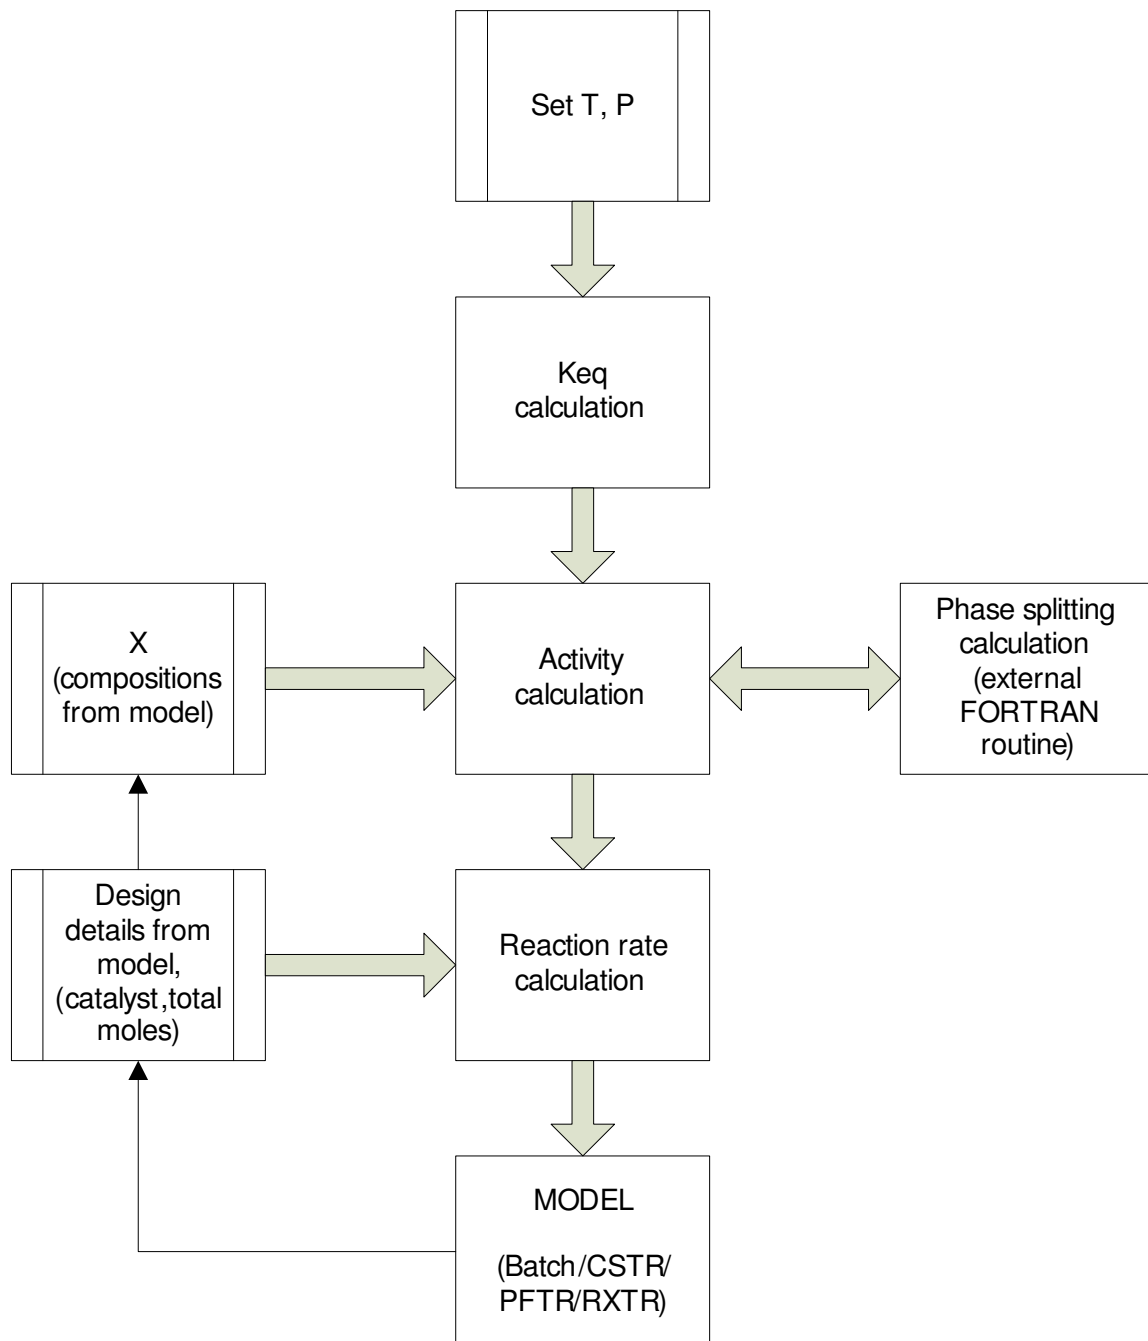 Set T, P
Keq
calculation
X
(compositions
from model)
Activity
calculation
Phase splitting
calculation
(external
FORTRAN
routine)
Design
details from
model,
(catalyst,total
moles)
Reaction rate
calculation
MODEL
(Batch/CSTR/
PFTR/RXTR)